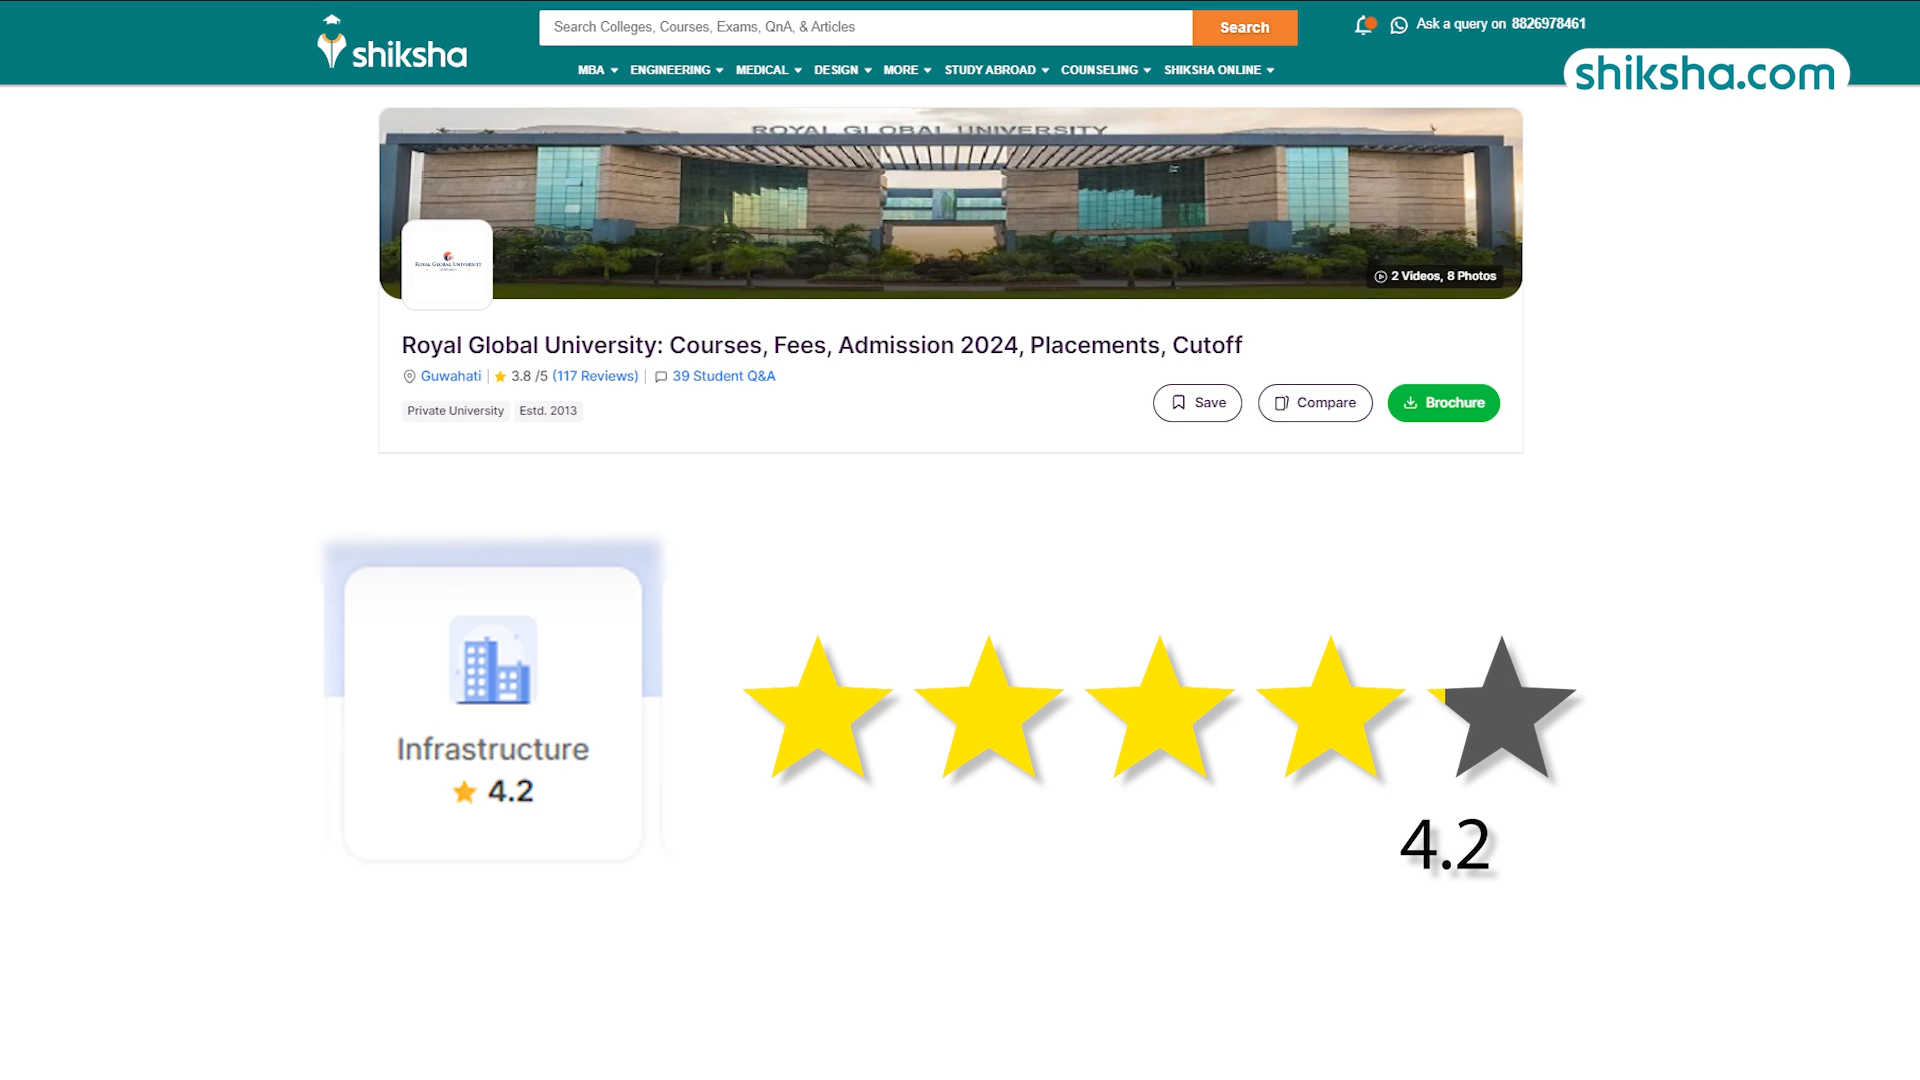 shiksha
Search Colleges, Courses, Exams, QnA, & Articles
Search
Ask a query on 8826978461
MBA
ENGINEERING
MEDICAL
DESIGN
MORE
STUDY ABROAD
COUNSELING
SHIKSHA ONLINE
shiksha.com
ROYAL GLOBAL UNIVERSITY
ROYAL GLOBAL UNIVERSITY
2 Videos, 8 Photos
Royal Global University: Courses, Fees, Admission 2024, Placements, Cutoff
Guwahati | 3.8 /5 (117 Reviews) | 39 Student Q&A
Private University
Estd. 2013
Save
Compare
Brochure
Infrastructure
4.2
4.2